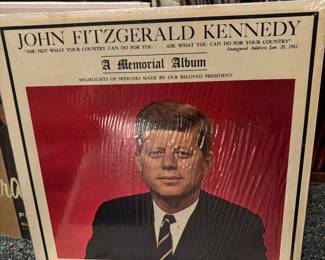 JOHN FITZGERALD KENNEDY
"ASK NOT WHAT YOUR COUNTRY CAN DO FOR YOU . . . ASK WHAT YOU CAN DO FOR YOUR COUNTRY"
Inaugural Address Jan. 20, 1961
A Memorial Album
HIGHLIGHTS OF SPEECHES MADE BY OUR BELOVED PRESIDENT